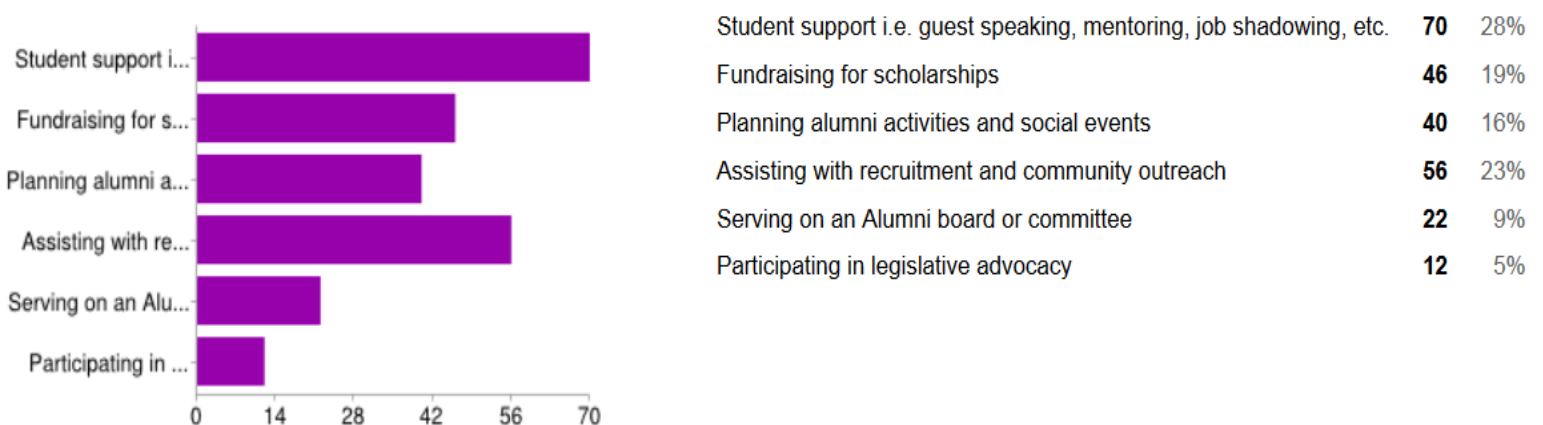 Student support i...
Fundraising for s...
Planning alumni a...
Assisting with re...
Serving on an Alu...
Participating in ...
0 14 28 42 56 70
Student support i.e. guest speaking, mentoring, job shadowing, etc. 70 28%
Fundraising for scholarships 46 19%
Planning alumni activities and social events 40 16%
Assisting with recruitment and community outreach 56 23%
Serving on an Alumni board or committee 22 9%
Participating in legislative advocacy 12 5%